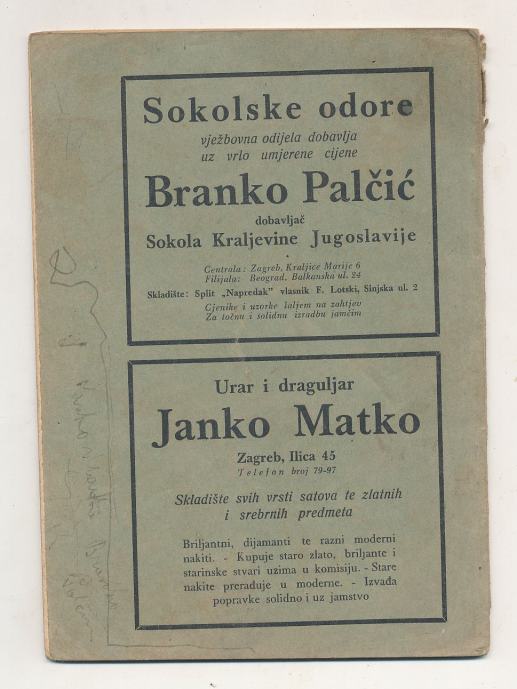 Sokolske odore
vježbovna odijela dobavlja
uz vrlo umjerene cijene
Branko Palčić
dobavljač
Sokola Kraljevine Jugoslavije
Centrala: Zagreb, Kraljice Marije 6
Filijala: Beograd, Balkanska ul. 24
Skladište: Split „Napredak" vlasnik F. Lotski, Sinjska ul. 2
Cjenike i uzorke šaljem na zahtjev
Za točnu i solidnu izradbu jamčim
Urar i draguljar
Janko Matko
Zagreb, Ilica 45
Telefon broj 79-97
Skladište svih vrsti satova te zlatnih
i srebrnih predmeta
Briljantni, dijamanti te razni moderni
nakiti. - Kupuje staro zlato, briljante i
starinske stvari uzima u komisiju. - Stare
nakite prerađuje u moderne. - Izvađa
popravke solidno i uz jamstvo